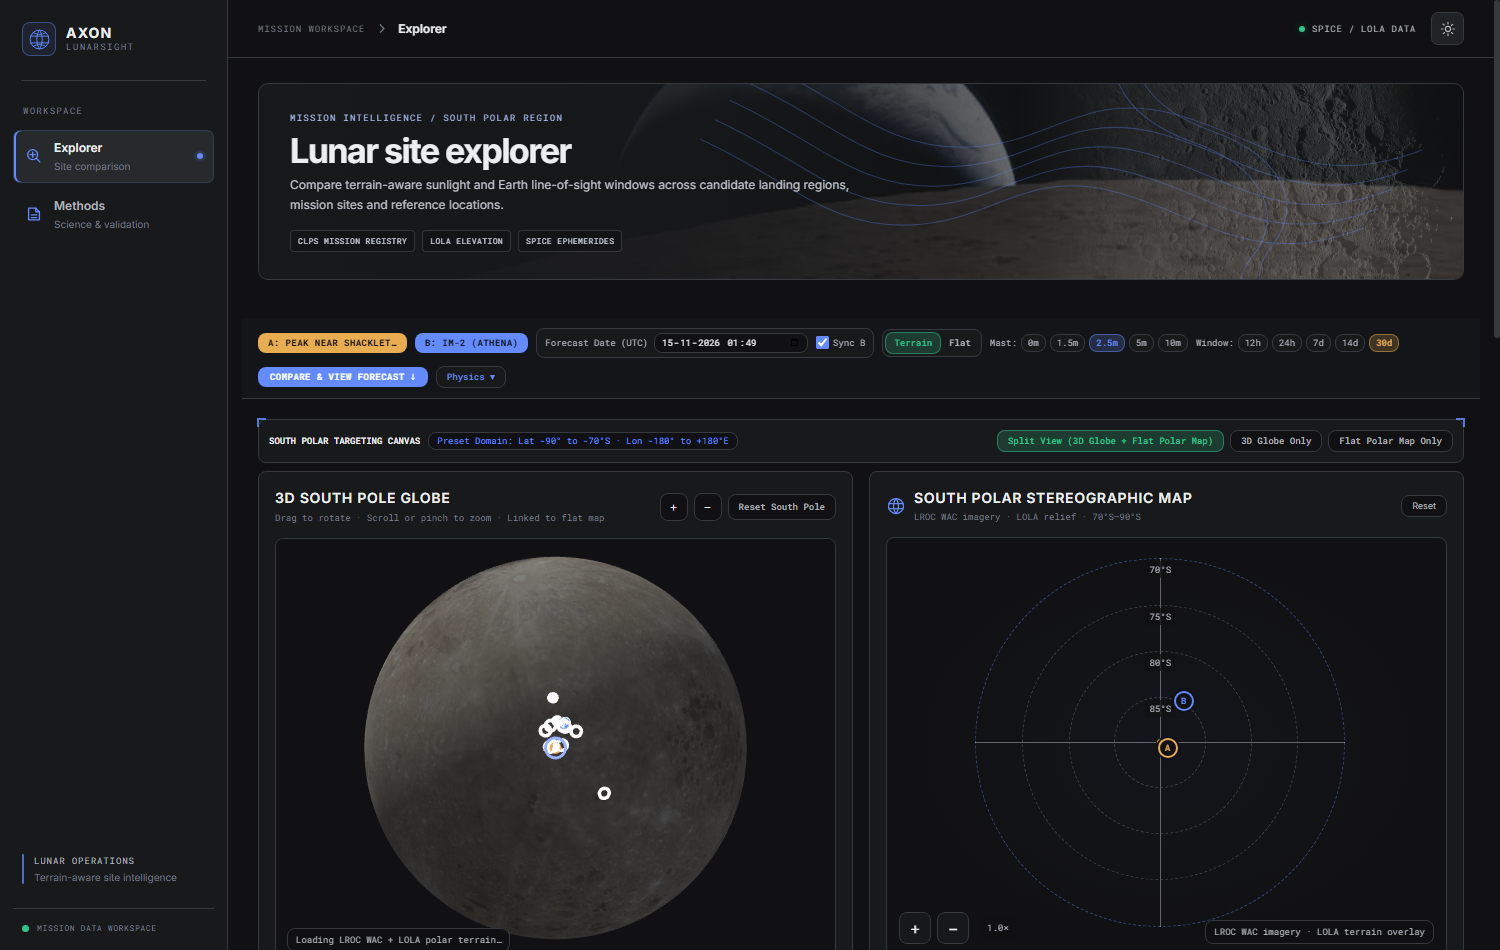 AXON
LUNARSIGHT
WORKSPACE
Explorer
Site comparison
Methods
Science & validation
LUNAR OPERATIONS
Terrain-aware site intelligence
MISSION DATA WORKSPACE
MISSION WORKSPACE > Explorer
SPICE / LOLA DATA
MISSION INTELLIGENCE / SOUTH POLAR REGION
Lunar site explorer
Compare terrain-aware sunlight and Earth line-of-sight windows across candidate landing regions,
mission sites and reference locations.
CLPS MISSION REGISTRY LOLA ELEVATION SPICE EPHEMERIDES
A: PEAK NEAR SHACKLET… B: IM-2 (ATHENA) Forecast Date (UTC) 15-11-2026 01:49 Sync B Terrain Flat Mast: 0m 1.5m 2.5m 5m 10m Window: 12h 24h 7d 14d 30d
COMPARE & VIEW FORECAST ↓ Physics ▾
SOUTH POLAR TARGETING CANVAS Preset Domain: Lat -90° to -70°S · Lon -180° to +180°E Split View (3D Globe + Flat Polar Map) 3D Globe Only Flat Polar Map Only
3D SOUTH POLE GLOBE
Drag to rotate · Scroll or pinch to zoom · Linked to flat map
+ − Reset South Pole
Loading LROC WAC + LOLA polar terrain…
SOUTH POLAR STEREOGRAPHIC MAP
LROC WAC imagery · LOLA relief · 70°S–90°S
Reset
70°S
75°S
80°S
B
85°S
A
+ − 1.0×
LROC WAC imagery · LOLA terrain overlay